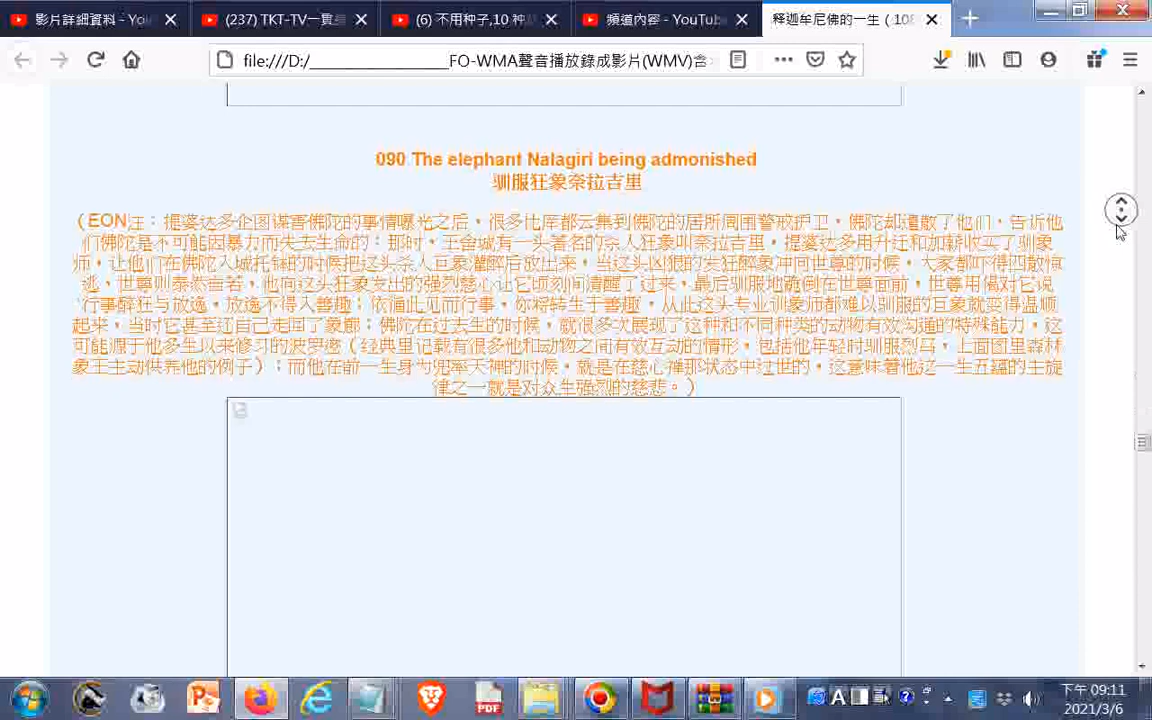 影片詳細資料 - You
(237) TKT-TV一貫
(6) 不用种子,10 种
頻道內容 - YouTube
释迦牟尼佛的一生 ( 108
file:///D:/________________FO-WMA聲音播放錄成影片(WMV)含
090 The elephant Nalagiri being admonished
驯服狂象奈拉吉里
（EON注：提婆达多企图谋害佛陀的事情曝光之后，很多比库都云集到佛陀的居所周围警戒护卫，佛陀却遣散了他们，告诉他
们佛陀是不可能因暴力而失去生命的；那时，王舍城有一头著名的杀人狂象叫奈拉吉里，提婆达多用升迁和加薪收买了驯象
师，让他们在佛陀入城托钵的时候把这头杀人巨象灌醉后放出来，当这头凶狠的发狂醉象冲向世尊的时候，大家都吓得四散惊
逃，世尊则泰然自若，他向这头狂象发出的强烈慈心让它顷刻间清醒了过来，最后驯服地跪倒在世尊面前，世尊用偈对它说
'行事醉狂与放逸，放逸不得入善趣；依循此见而行事，你将转生于善趣，从此这头专业训象师都难以驯服的巨象就变得温顺
起来，当时它甚至还自己走回了象廊；佛陀在过去生的时候，就很多次展现了这种和不同种类的动物有效沟通的特殊能力，这
可能源于他多生以来修习的波罗蜜（经典里记载有很多他和动物之间有效互动的情形，包括他年轻时驯服烈马，上面图里森林
象王主动供养他的例子）；而他在前一生身为兜率天神的时候，就是在慈心禅那状态中过世的，这意味着他这一生五蕴的主旋
律之一就是对众生强烈的慈悲。）
下午 09:11
2021/3/6